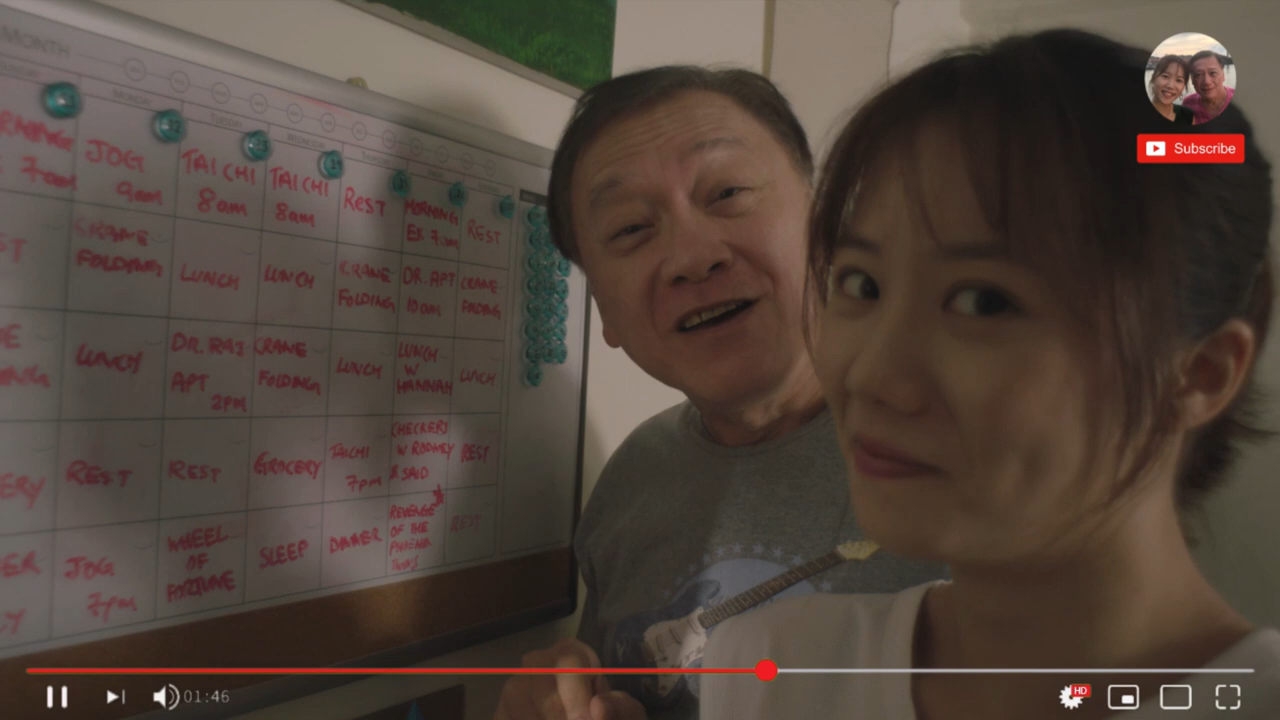 MONTH
MONDAY
TUESDAY
WEDNESDAY
Subscribe
7am
JOG
9am
TAI CHI
8am
TAI CHI
8am
REST
MORNING
EX 7am
REST
CRANE
FOLDING
LUNCH
LUNCH
CRANE
FOLDING
DR. APT
10am
CRANE
FOLDING
LUNCH
DR. RAJ
APT
2PM
CRANE
FOLDING
LUNCH
LUNCH
W
HANNAH
LUNCH
REST
REST
GROCERY
TAICHI
7pm
CHECKERS
W RODNEY
& SAID
REST
JOG
7pm
WHEEL
OF
FORTUNE
SLEEP
DINNER
REVENGE
OF THE
REST
01:46
HD